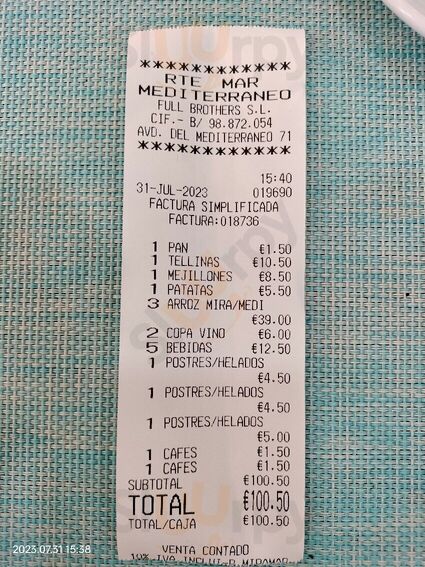 ************
RTE MAR
MEDITERRANEO
FULL BROTHERS S.L.
CIF.- B/ 98.872.054
AVD. DEL MEDITERRANEO 71
************
15:40
31-JUL-2023 019690
FACTURA SIMPLIFICADA
FACTURA:018736
1 PAN €1.50
1 TELLINAS €10.50
1 MEJILLONES €8.50
1 PATATAS €5.50
3 ARROZ MIRA/MEDI
€39.00
2 COPA VINO €6.00
5 BEBIDAS €12.50
1 POSTRES/HELADOS
€4.50
1 POSTRES/HELADOS
€4.50
1 POSTRES/HELADOS
€5.00
1 CAFES €1.50
1 CAFES €1.50
SUBTOTAL €100.50
TOTAL €100.50
TOTAL/CAJA €100.50
VENTA CONTADO
10% IVA INCLUIT
2023.07.31 15:38